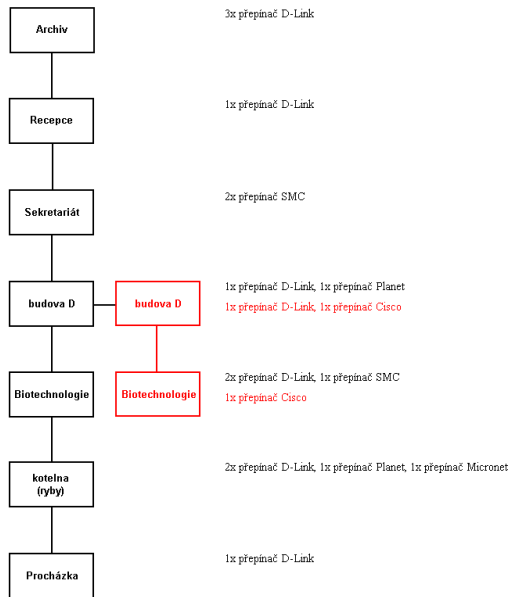 Archiv
3x přepínač D-Link
Recepce
1x přepínač D-Link
Sekretariát
2x přepínač SMC
budova D
budova D
1x přepínač D-Link, 1x přepínač Planet
1x přepínač D-Link, 1x přepínač Cisco
Biotechnologie
Biotechnologie
2x přepínač D-Link, 1x přepínač SMC
1x přepínač Cisco
kotelna
(ryby)
2x přepínač D-Link, 1x přepínač Planet, 1x přepínač Micronet
Procházka
1x přepínač D-Link